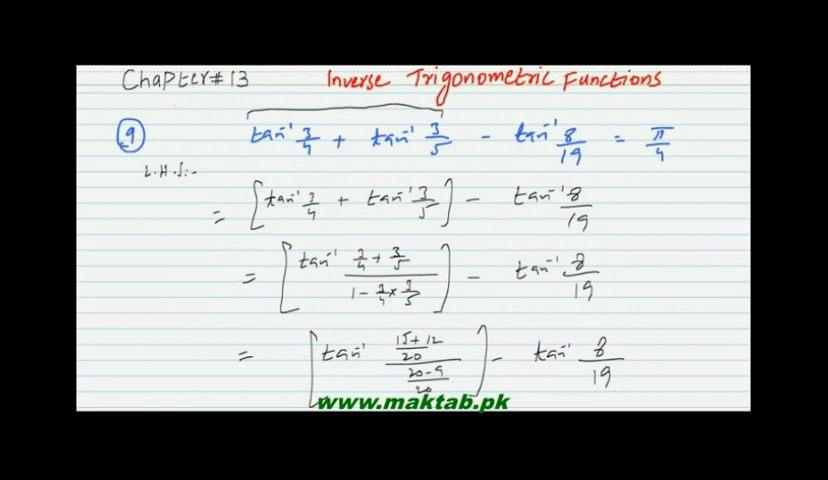 Chapter#13 Inverse Trigonometric Functions
9 tan⁻¹ 3/4 + tan⁻¹ 3/5 - tan⁻¹ 8/19 = π/4
L.H.S:-
= [tan⁻¹ 3/4 + tan⁻¹ 3/5] - tan⁻¹ 8/19
= [tan⁻¹ (3/4 + 3/5)/(1 - 3/4 × 3/5)] - tan⁻¹ 8/19
= [tan⁻¹ ((15+12)/20)/((20-9)/20)] - tan⁻¹ 8/19
www.maktab.pk